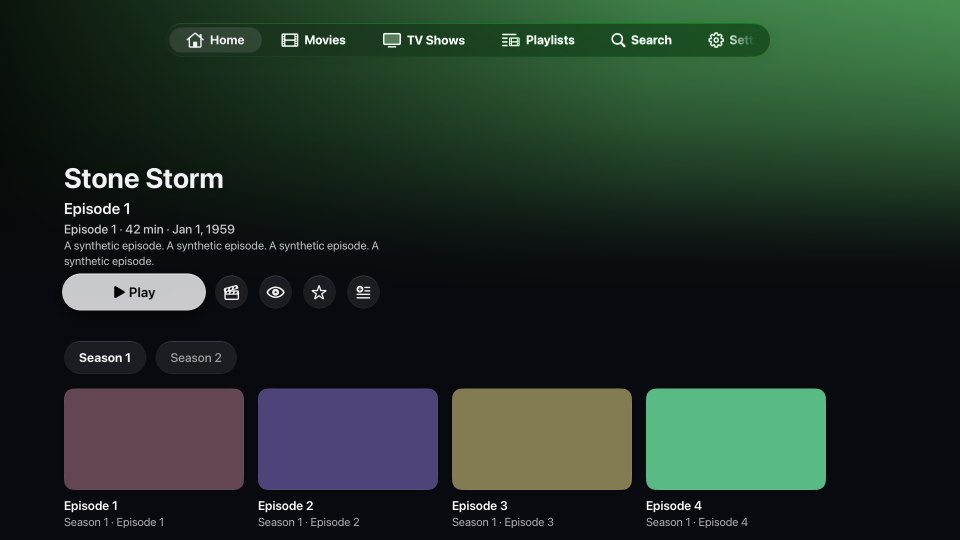 Home Movies TV Shows Playlists Search
Stone Storm
Episode 1
Episode 1 · 42 min · Jan 1, 1959
A synthetic episode. A synthetic episode. A synthetic episode. A
synthetic episode.
Play
Season 1 Season 2
Episode 1 Episode 2 Episode 3 Episode 4
Season 1 · Episode 1 Season 1 · Episode 2 Season 1 · Episode 3 Season 1 · Episode 4